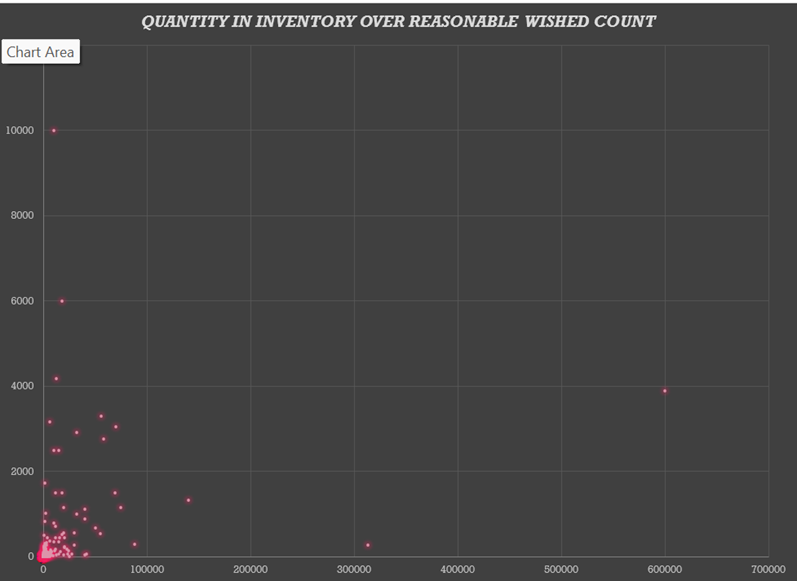 QUANTITY IN INVENTORY OVER REASONABLE WISHED COUNT
Chart Area
10000
8000
6000
4000
2000
0
0 100000 200000 300000 400000 500000 600000 700000